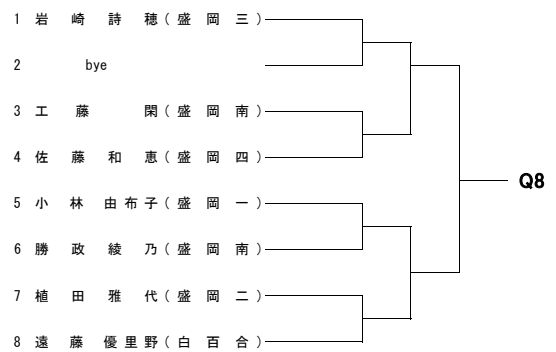 1 岩崎詩穂(盛岡三)
2 bye
3 工藤閑(盛岡南)
4 佐藤和恵(盛岡四)
5 小林由布子(盛岡一)
Q8
6 勝政綾乃(盛岡南)
7 植田雅代(盛岡二)
8 遠藤優里野(白百合)